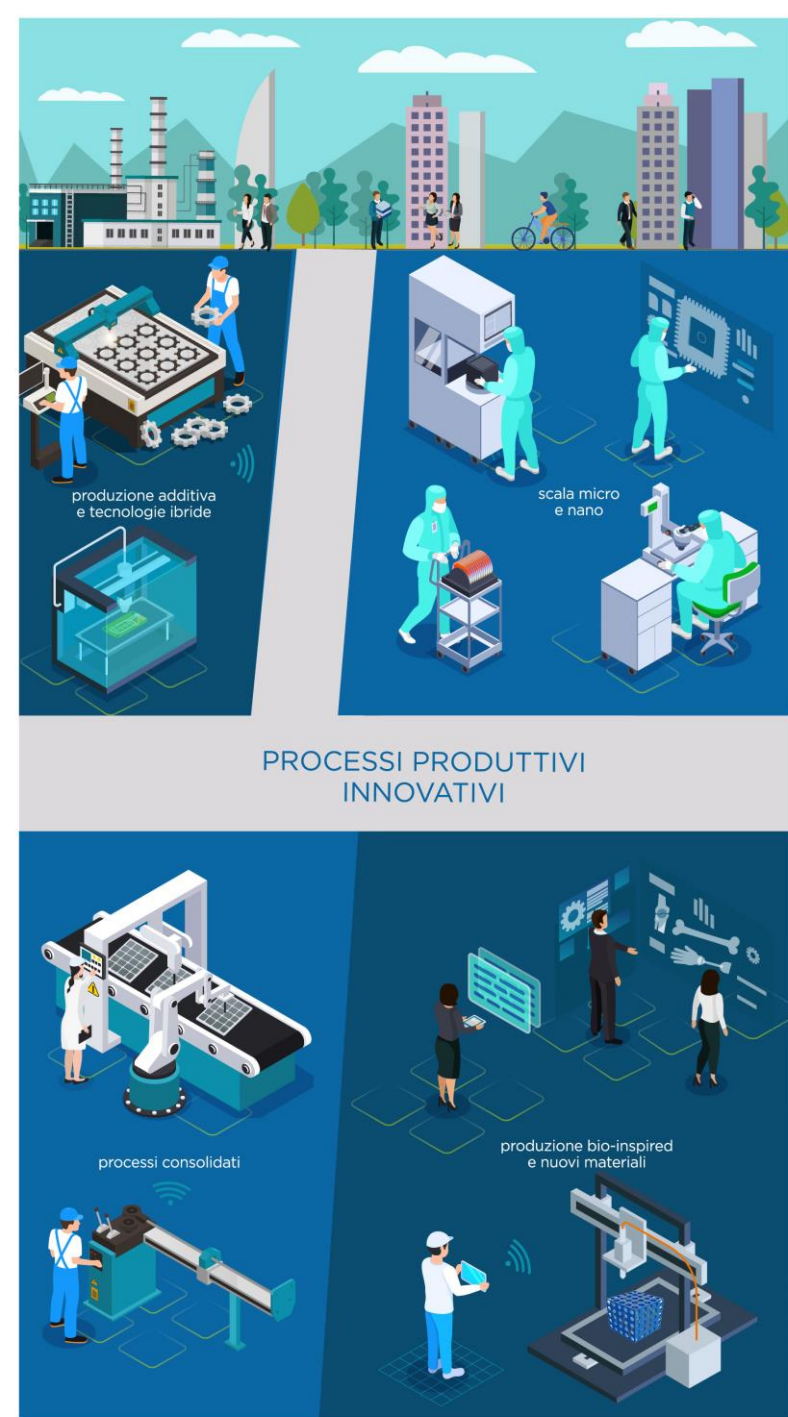 produzione additiva
e tecnologie ibride
scala micro
e nano
PROCESSI PRODUTTIVI
INNOVATIVI
processi consolidati
produzione bio-inspired
e nuovi materiali